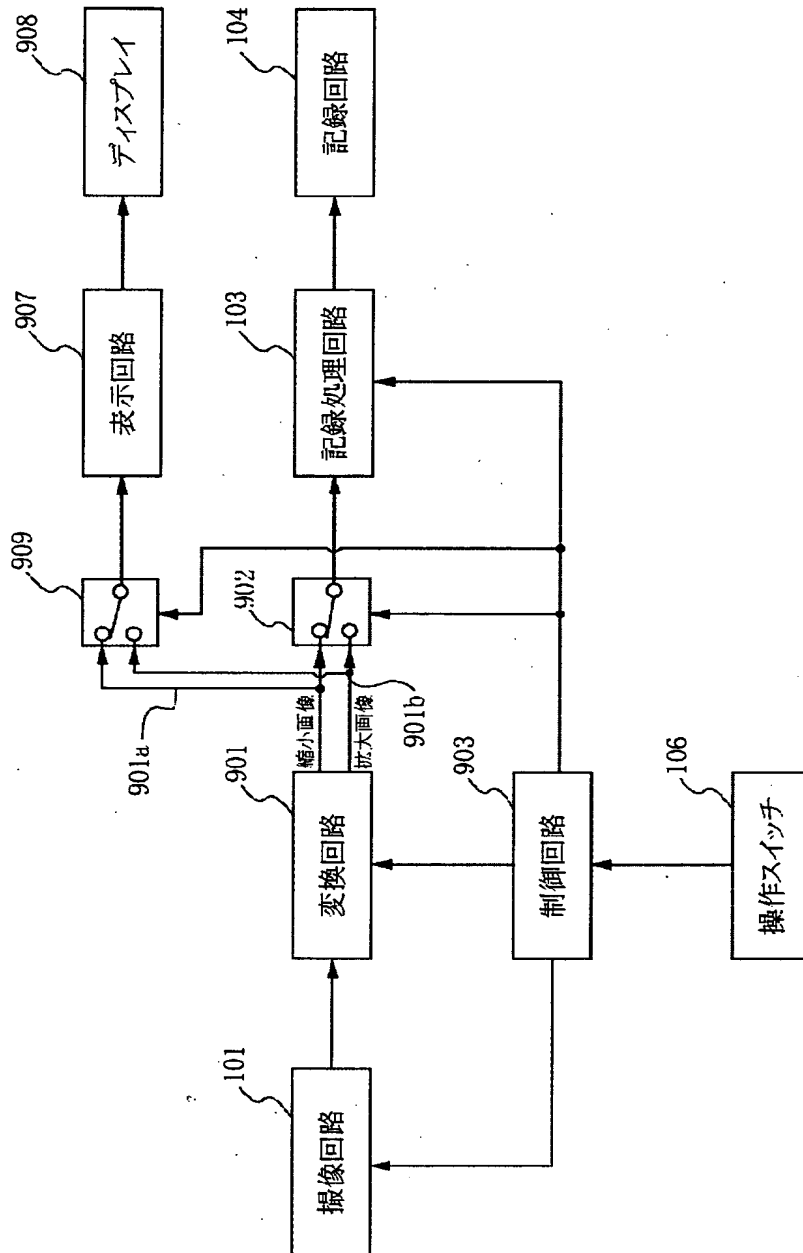 908
ディスプレイ
104
記録回路
907
表示回路
103
記録処理回路
909
902
901a
縮小画像
拡大画像
901b
901
変換回路
903
制御回路
106
操作スイッチ
101
撮像回路